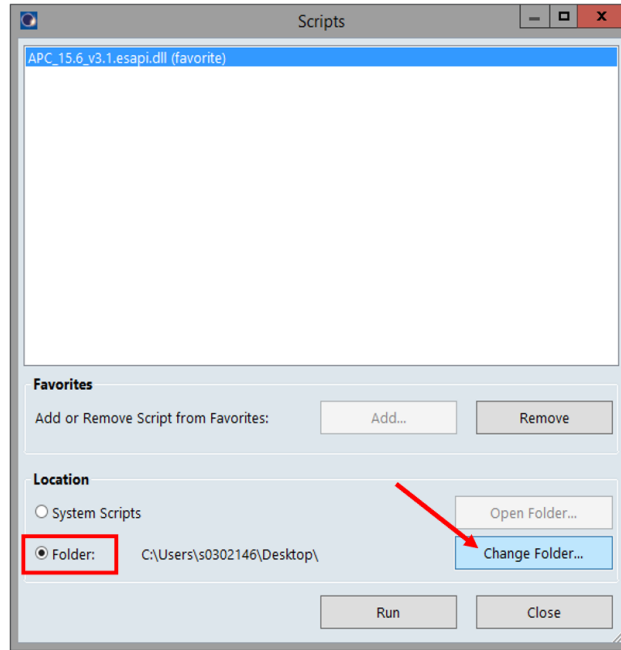 Scripts
APC_15.6_v3.1.esapi.dll (favorite)
Favorites
Add or Remove Script from Favorites: Add... Remove
Location
System Scripts Open Folder...
Folder: C:\Users\s0302146\Desktop\ Change Folder...
Run Close